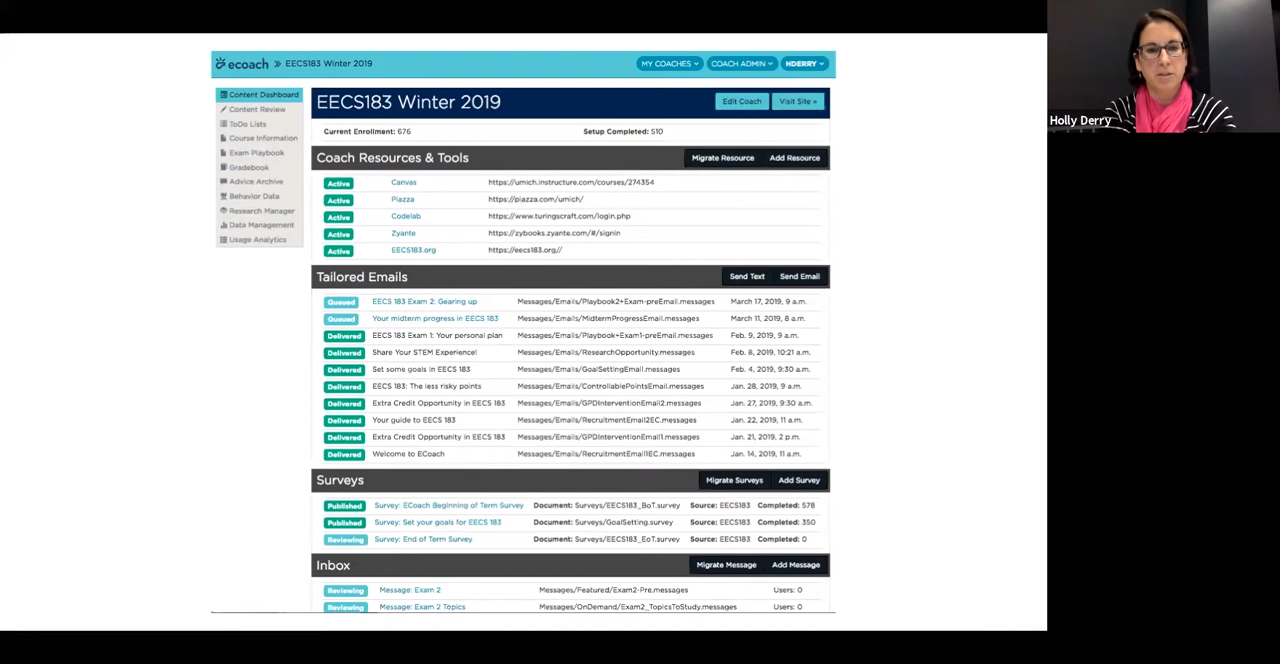 ecoach » EECS183 Winter 2019 MY COACHES COACH ADMIN HDERRY
Holly Derry
Content Dashboard
Content Review
ToDo Lists
Course Information
Exam Playbook
Gradebook
Advice Archive
Behavior Data
Research Manager
Data Management
Usage Analytics
EECS183 Winter 2019 Edit Coach Visit Site »
Current Enrollment: 676 Setup Completed: 510
Coach Resources & Tools Migrate Resource Add Resource
Active Canvas https://umich.instructure.com/courses/274354
Active Piazza https://piazza.com/umich/
Active Codelab https://www.turingscraft.com/login.php
Active Zyante https://zybooks.zyante.com/#/signin
Active EECS183.org https://eecs183.org//
Tailored Emails Send Text Send Email
Queued EECS 183 Exam 2: Gearing up Messages/Emails/Playbook2+Exam-preEmail.messages March 17, 2019, 9 a.m.
Queued Your midterm progress in EECS 183 Messages/Emails/MidtermProgressEmail.messages March 11, 2019, 8 a.m.
Delivered EECS 183 Exam 1: Your personal plan Messages/Emails/Playbook+Exam1-preEmail.messages Feb. 9, 2019, 9 a.m.
Delivered Share Your STEM Experience! Messages/Emails/ResearchOpportunity.messages Feb. 8, 2019, 10:21 a.m.
Delivered Set some goals in EECS 183 Messages/Emails/GoalSettingEmail.messages Feb. 4, 2019, 9:30 a.m.
Delivered EECS 183: The less risky points Messages/Emails/ControllablePointsEmail.messages Jan. 28, 2019, 9 a.m.
Delivered Extra Credit Opportunity in EECS 183 Messages/Emails/GPDInterventionEmail2.messages Jan. 27, 2019, 9:30 a.m.
Delivered Your guide to EECS 183 Messages/Emails/RecruitmentEmail2EC.messages Jan. 22, 2019, 11 a.m.
Delivered Extra Credit Opportunity in EECS 183 Messages/Emails/GPDInterventionEmail1.messages Jan. 21, 2019, 2 p.m.
Delivered Welcome to ECoach Messages/Emails/RecruitmentEmail1EC.messages Jan. 14, 2019, 11 a.m.
Surveys Migrate Surveys Add Survey
Published Survey: ECoach Beginning of Term Survey Document: Surveys/EECS183_BoT.survey Source: EECS183 Completed: 578
Published Survey: Set your goals for EECS 183 Document: Surveys/GoalSetting.survey Source: EECS183 Completed: 350
Reviewing Survey: End of Term Survey Document: Surveys/EECS183_EoT.survey Source: EECS183 Completed: 0
Inbox Migrate Message Add Message
Reviewing Message: Exam 2 Messages/Featured/Exam2-Pre.messages Users: 0
Reviewing Message: Exam 2 Topics Messages/OnDemand/Exam2_TopicsToStudy.messages Users: 0